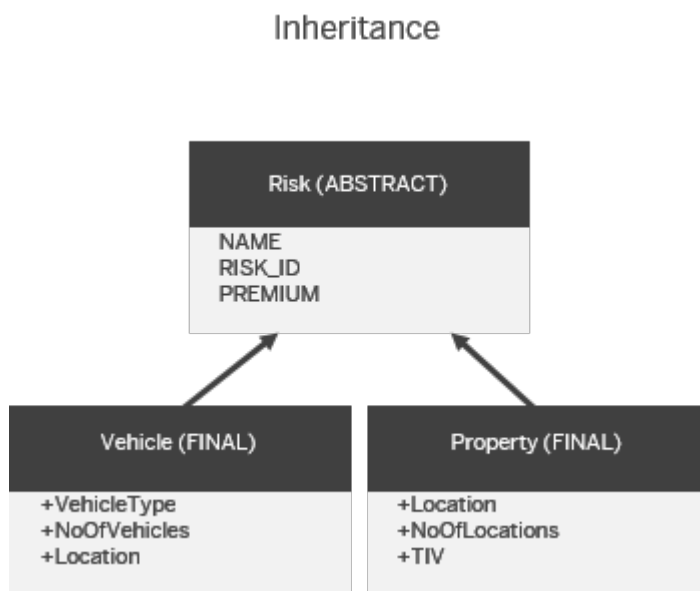 Inheritance
Risk (ABSTRACT)
NAME
RISK_ID
PREMIUM
Vehicle (FINAL)
+VehicleType
+NoOfVehicles
+Location
Property (FINAL)
+Location
+NoOfLocations
+TIV